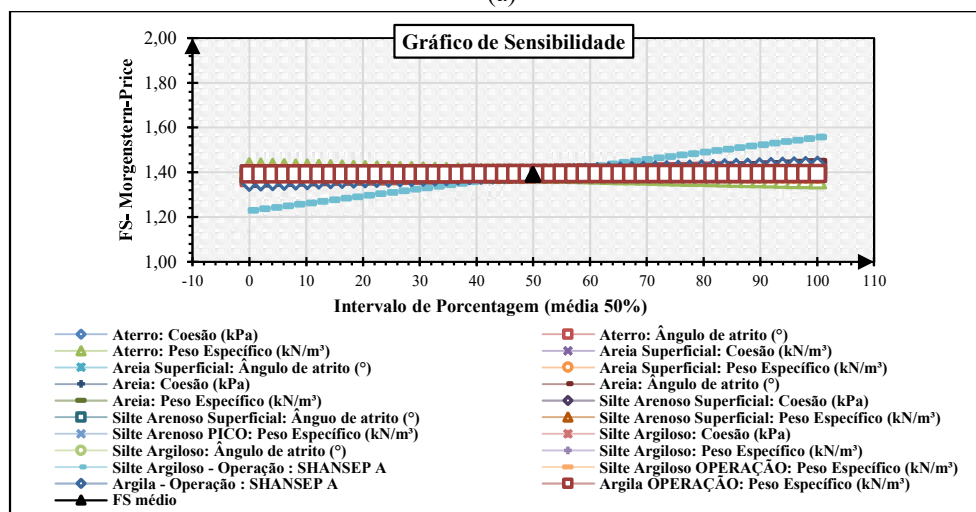 Gráfico de Sensibilidade
FS- Morgenstern-Price
2,00
1,80
1,60
1,40
1,20
1,00
-10 0 10 20 30 40 50 60 70 80 90 100 110
Intervalo de Porcentagem (média 50%)
Aterro: Coesão (kPa) Aterro: Ângulo de atrito (°)
Aterro: Peso Específico (kN/m³) Areia Superficial: Coesão (kN/m³)
Areia Superficial: Ângulo de atrito (°) Areia Superficial: Peso Específico (kN/m³)
Areia: Coesão (kPa) Areia: Ângulo de atrito (°)
Areia: Peso Específico (kN/m³) Silte Arenoso Superficial: Coesão (kPa)
Silte Arenoso Superficial: Ânguo de atrito (°) Silte Arenoso Superficial: Peso Específico (kN/m³)
Silte Arenoso PICO: Peso Específico (kN/m³) Silte Argiloso: Coesão (kPa)
Silte Argiloso: Ângulo de atrito (°) Silte Argiloso: Peso Específico (kN/m³)
Silte Argiloso - Operação : SHANSEP A Silte Argiloso OPERAÇÃO: Peso Específico (kN/m³)
Argila - Operação : SHANSEP A Argila OPERAÇÃO: Peso Específico (kN/m³)
FS médio